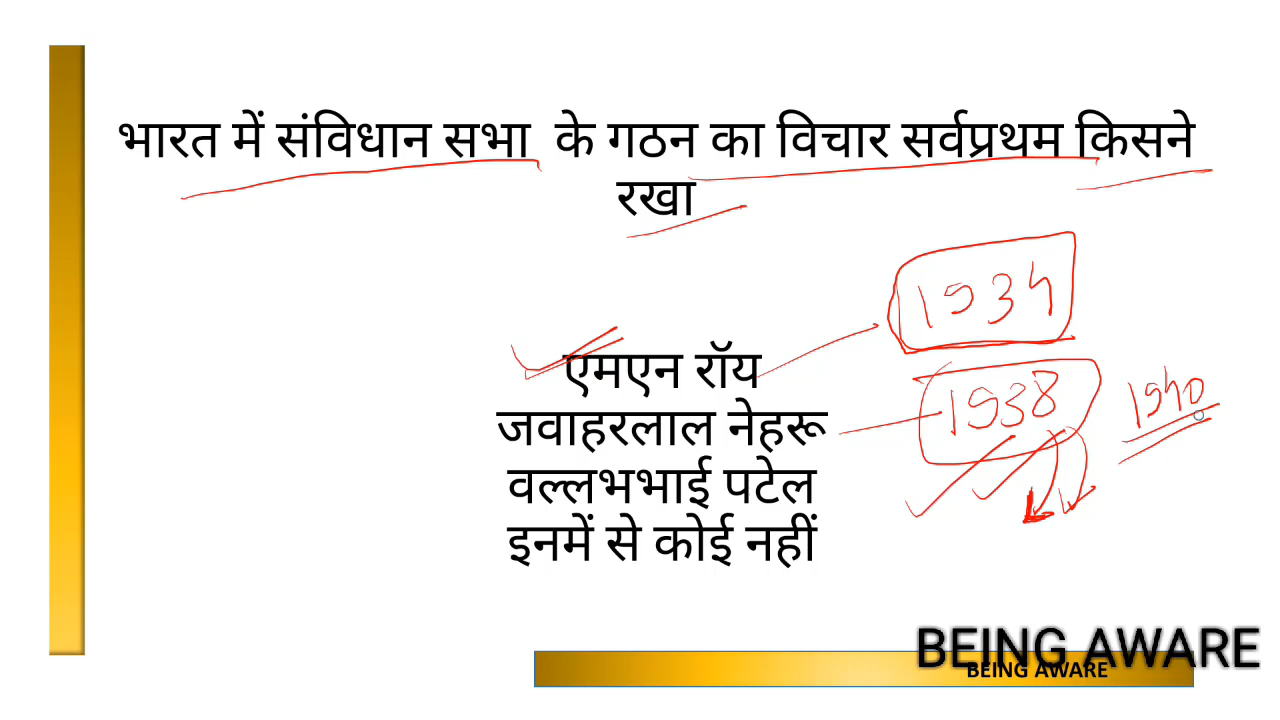 भारत में संविधान सभा के गठन का विचार सर्वप्रथम किसने
रखा
1934
एमएन रॉय
1938
1940
जवाहरलाल नेहरू
वल्लभभाई पटेल
इनमें से कोई नहीं
BEING AWARE
BEING AWARE